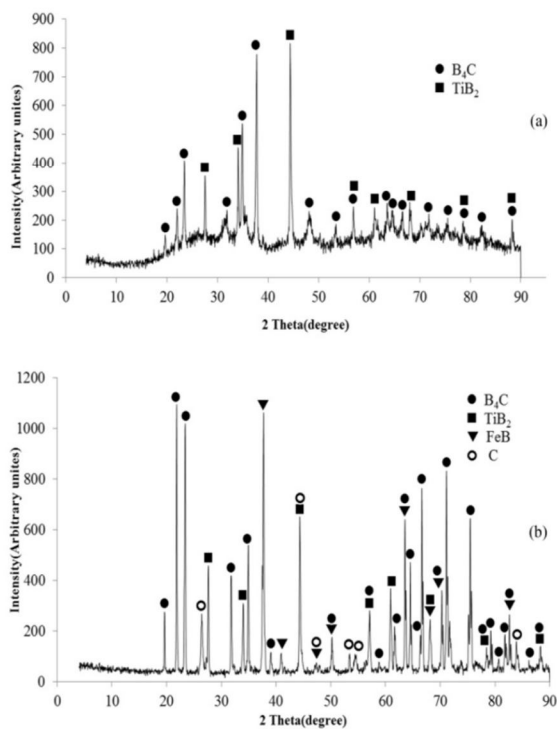 900
800
700
600
500
400
300
200
100
0
Intensity(Arbitrary unites)
B₄C
TiB₂
(a)
0 10 20 30 40 50 60 70 80 90
2 Theta(degree)
1200
1000
800
600
400
200
0
Intensity(Arbitrary unites)
B₄C
TiB₂
FeB
C
(b)
0 10 20 30 40 50 60 70 80 90
2 Theta(degree)